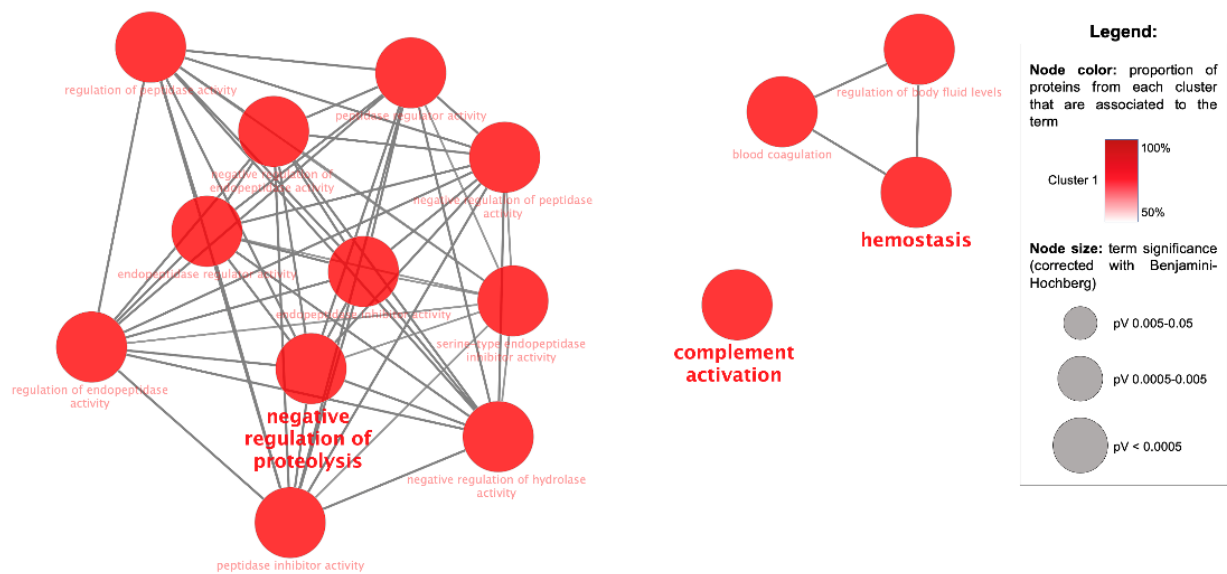 regulation of peptidase activity
peptidase regulator activity
negative regulation of
endopeptidase activity
negative regulation of peptidase
activity
endopeptidase regulator activity
endopeptidase inhibitor activity
serine-type endopeptidase
inhibitor activity
regulation of endopeptidase
activity
negative
regulation of
proteolysis
negative regulation of hydrolase
activity
peptidase inhibitor activity
regulation of body fluid levels
blood coagulation
hemostasis
complement
activation
Legend:
Node color: proportion of
proteins from each cluster
that are associated to the
term
100%
Cluster 1
50%
Node size: term significance
(corrected with Benjamini-
Hochberg)
pV 0.005-0.05
pV 0.0005-0.005
pV < 0.0005